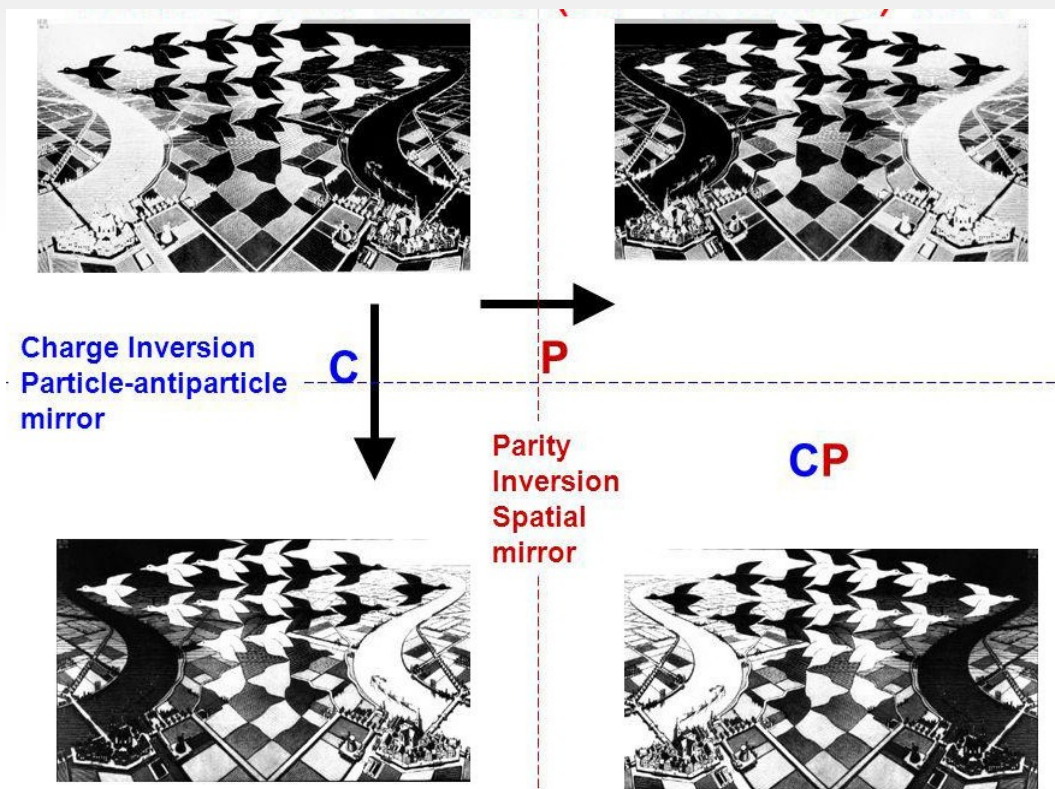 Charge Inversion
Particle-antiparticle
mirror
C
P
Parity
Inversion
Spatial
mirror
CP